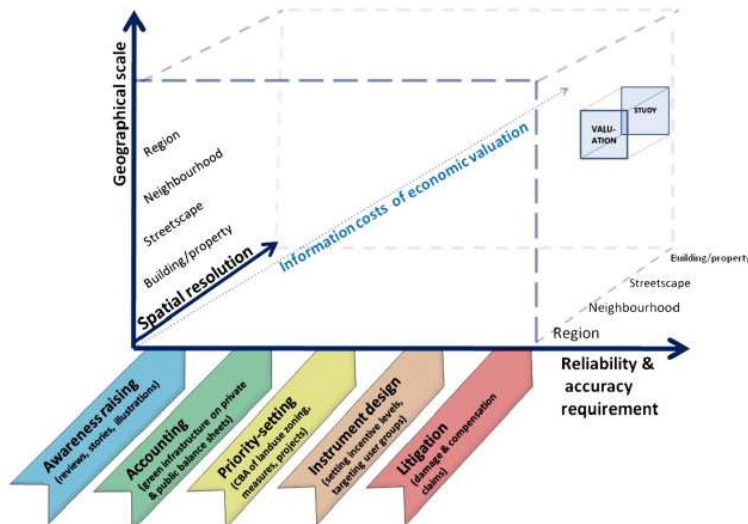 Geographical scale
Region
Neighbourhood
Streetscape
Building/property
Spatial resolution
Information costs of economic valuation
VALU-
ATION
STUDY
Building/property
Streetscape
Neighbourhood
Region
Reliability &
accuracy
requirement
Awareness raising
(reviews, stories, illustrations)
Accounting
(green infrastructure on private
& public balance sheets)
Priority-setting
(CBA of landuse zoning,
measures, projects)
Instrument design
(setting incentive levels,
targeting user groups)
Litigation
(damage & compensation
claims)